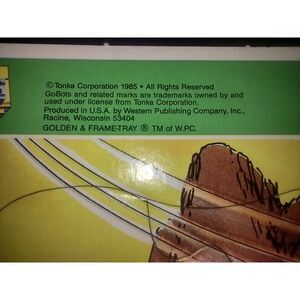 © Tonka Corporation 1985 • All Rights Reserved
GoBots and related marks are trademarks owned by and
used under license from Tonka Corporation.
Produced in U.S.A. by Western Publishing Company, Inc.,
Racine, Wisconsin 53404
GOLDEN & FRAME-TRAY ® TM of W.P.C.